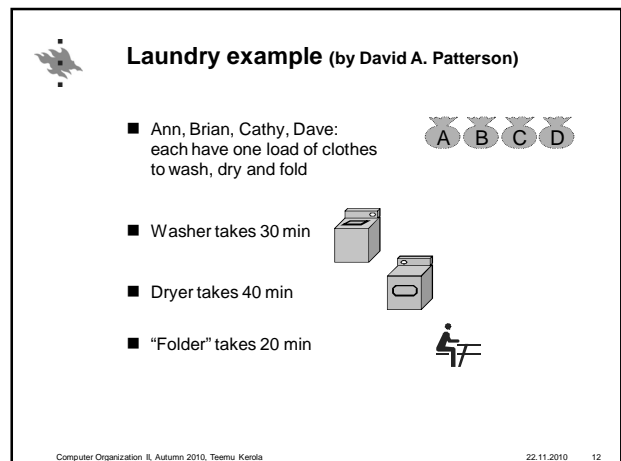 Laundry example (by David A. Patterson)
■ Ann, Brian, Cathy, Dave:
each have one load of clothes
to wash, dry and fold
A B C D
■ Washer takes 30 min
■ Dryer takes 40 min
■ “Folder” takes 20 min
Computer Organization II, Autumn 2010, Teemu Kerola 22.11.2010 12